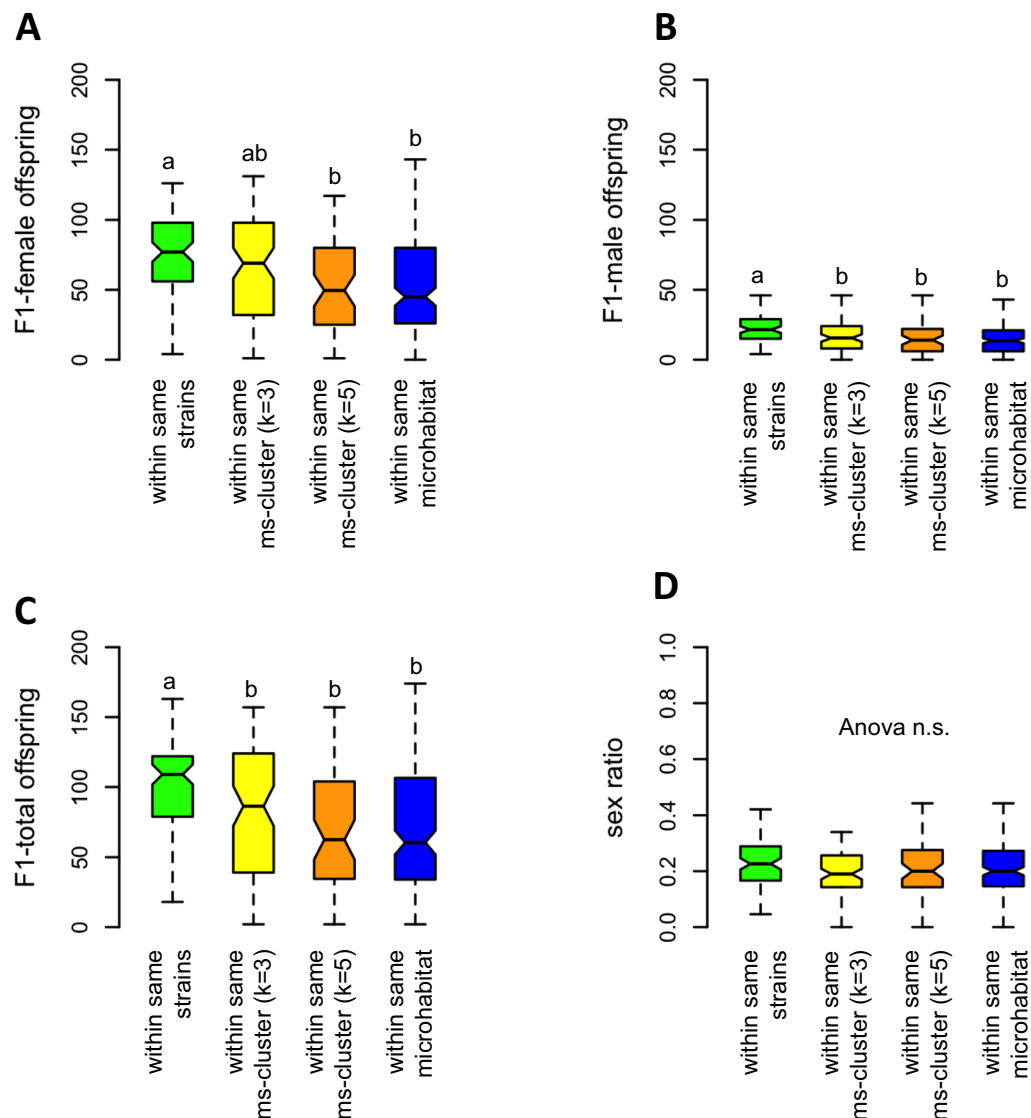 A
F1-female offspring
200
150
100
50
0
a
ab
b
b
within same
strains
within same
ms-cluster (k=3)
within same
ms-cluster (k=5)
within same
microhabitat
B
F1-male offspring
200
150
100
50
0
a
b
b
b
within same
strains
within same
ms-cluster (k=3)
within same
ms-cluster (k=5)
within same
microhabitat
C
F1-total offspring
200
150
100
50
0
a
b
b
b
within same
strains
within same
ms-cluster (k=3)
within same
ms-cluster (k=5)
within same
microhabitat
D
sex ratio
1.0
0.8
0.6
0.4
0.2
0.0
Anova n.s.
within same
strains
within same
ms-cluster (k=3)
within same
ms-cluster (k=5)
within same
microhabitat